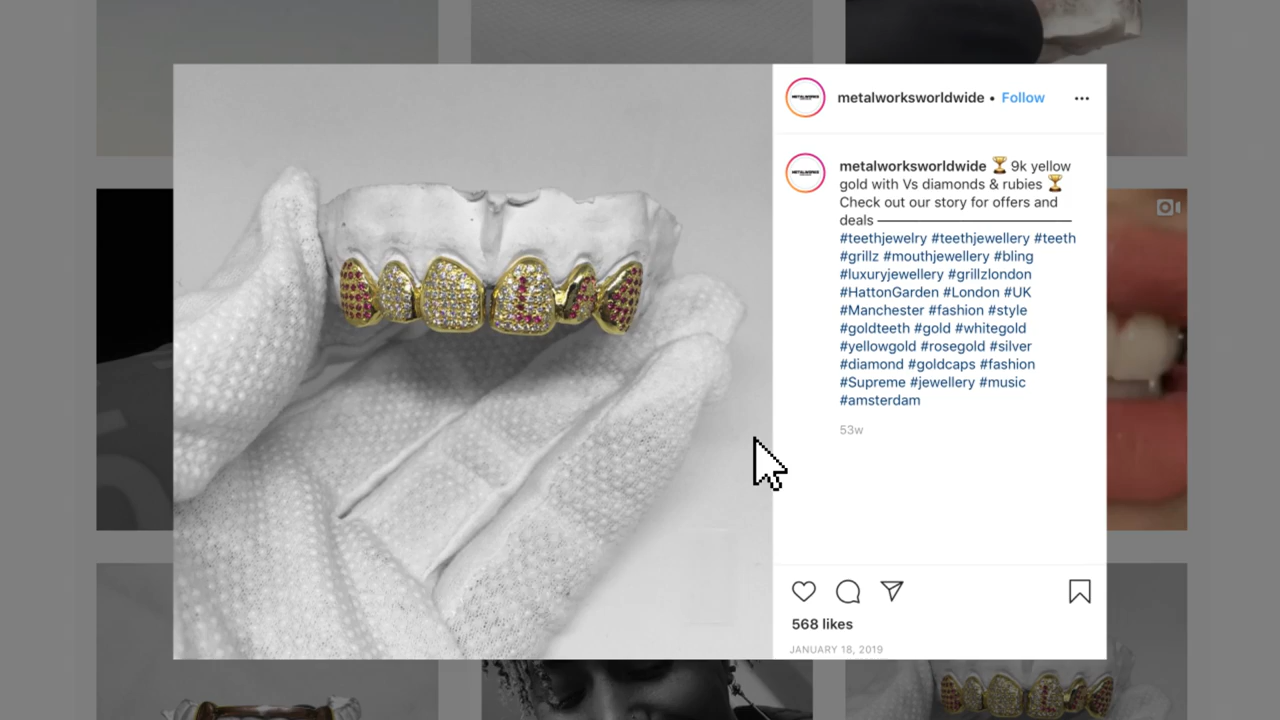 metalworksworldwide • Follow
metalworksworldwide 🏆 9k yellow
gold with Vs diamonds & rubies 🏆
Check out our story for offers and
deals ——————————————
#teethjewelry #teethjewellery #teeth
#grillz #mouthjewellery #bling
#luxuryjewellery #grillzlondon
#HattonGarden #London #UK
#Manchester #fashion #style
#goldteeth #gold #whitegold
#yellowgold #rosegold #silver
#diamond #goldcaps #fashion
#Supreme #jewellery #music
#amsterdam
53w
568 likes
JANUARY 18, 2019